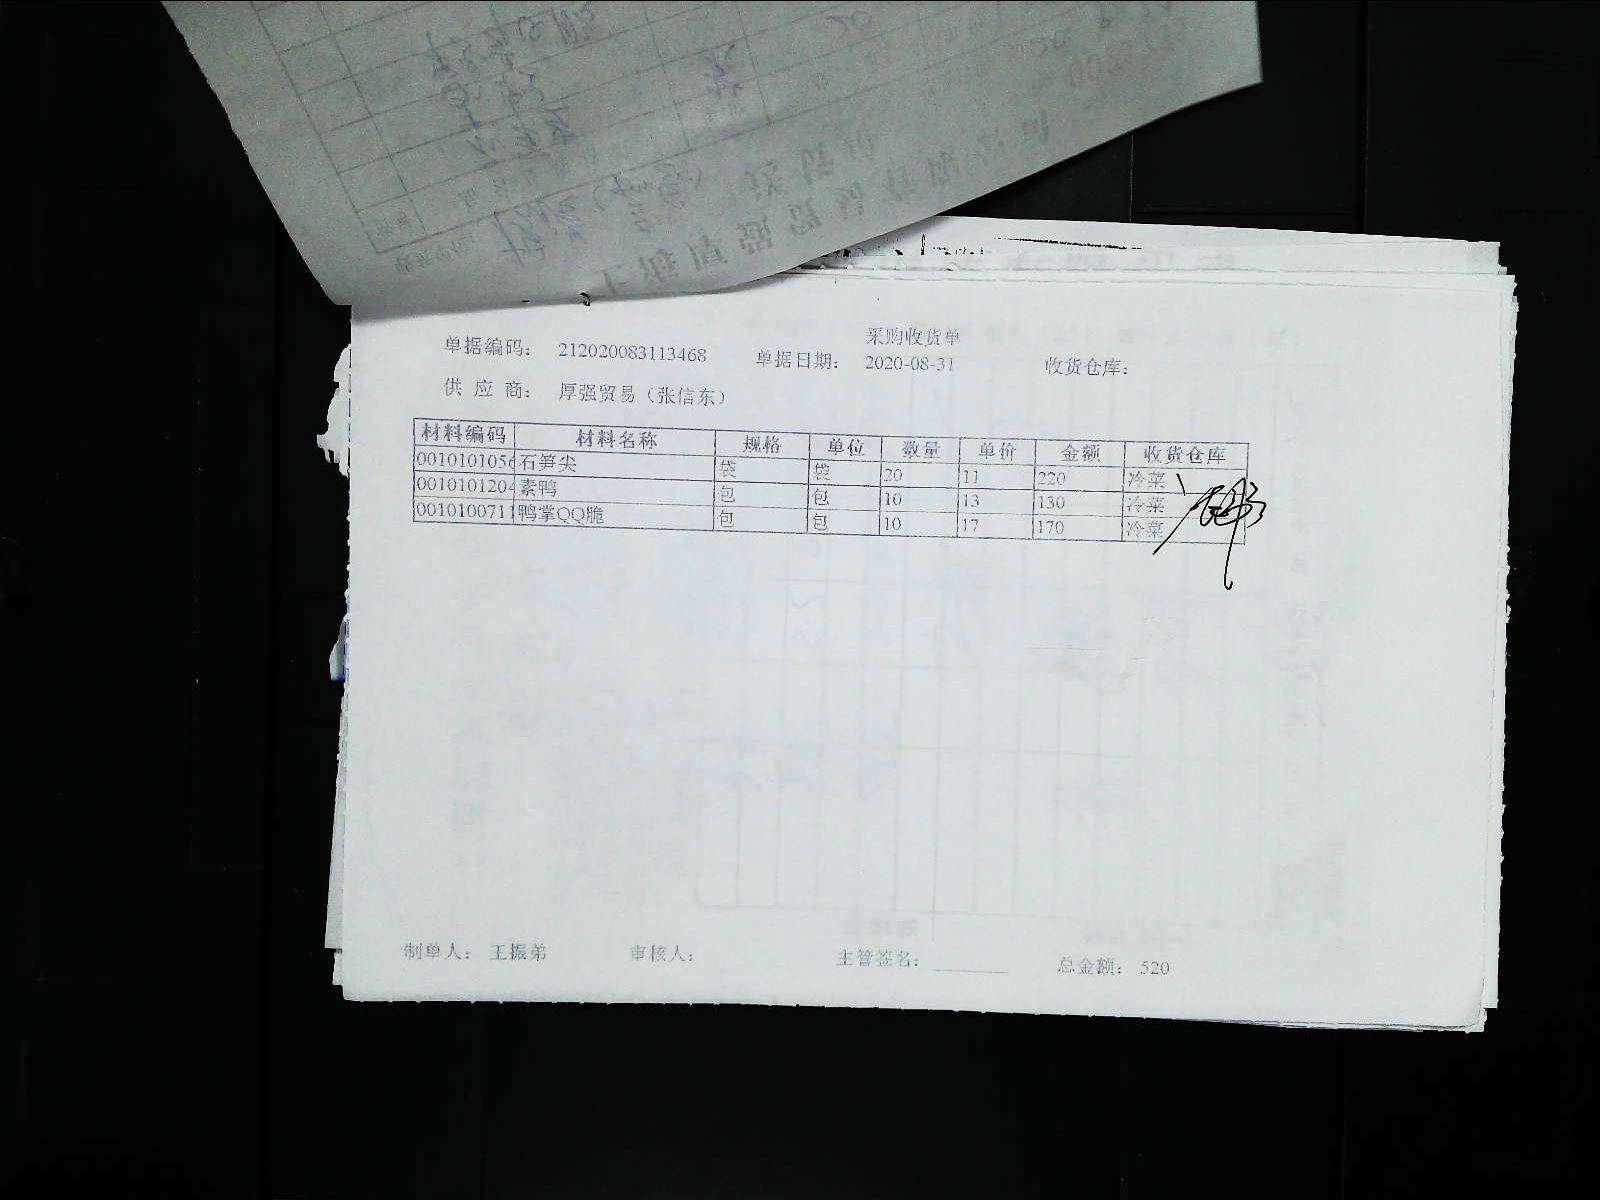 采购收货单
单据编码： 212020083113468 单据日期： 2020-08-31 收货仓库：
供 应 商： 厚强贸易（张信东）
材料编码 材料名称 规格 单位 数量 单价 金额 收货仓库
001010105 石笋尖 袋 袋 20 11 220 冷菜
001010120 素鸭 包 包 10 13 130 冷菜
001010071 鸭掌QQ脆 包 包 10 17 170 冷菜
制单人： 王振弟 审核人： 主管签名： 总金额： 520